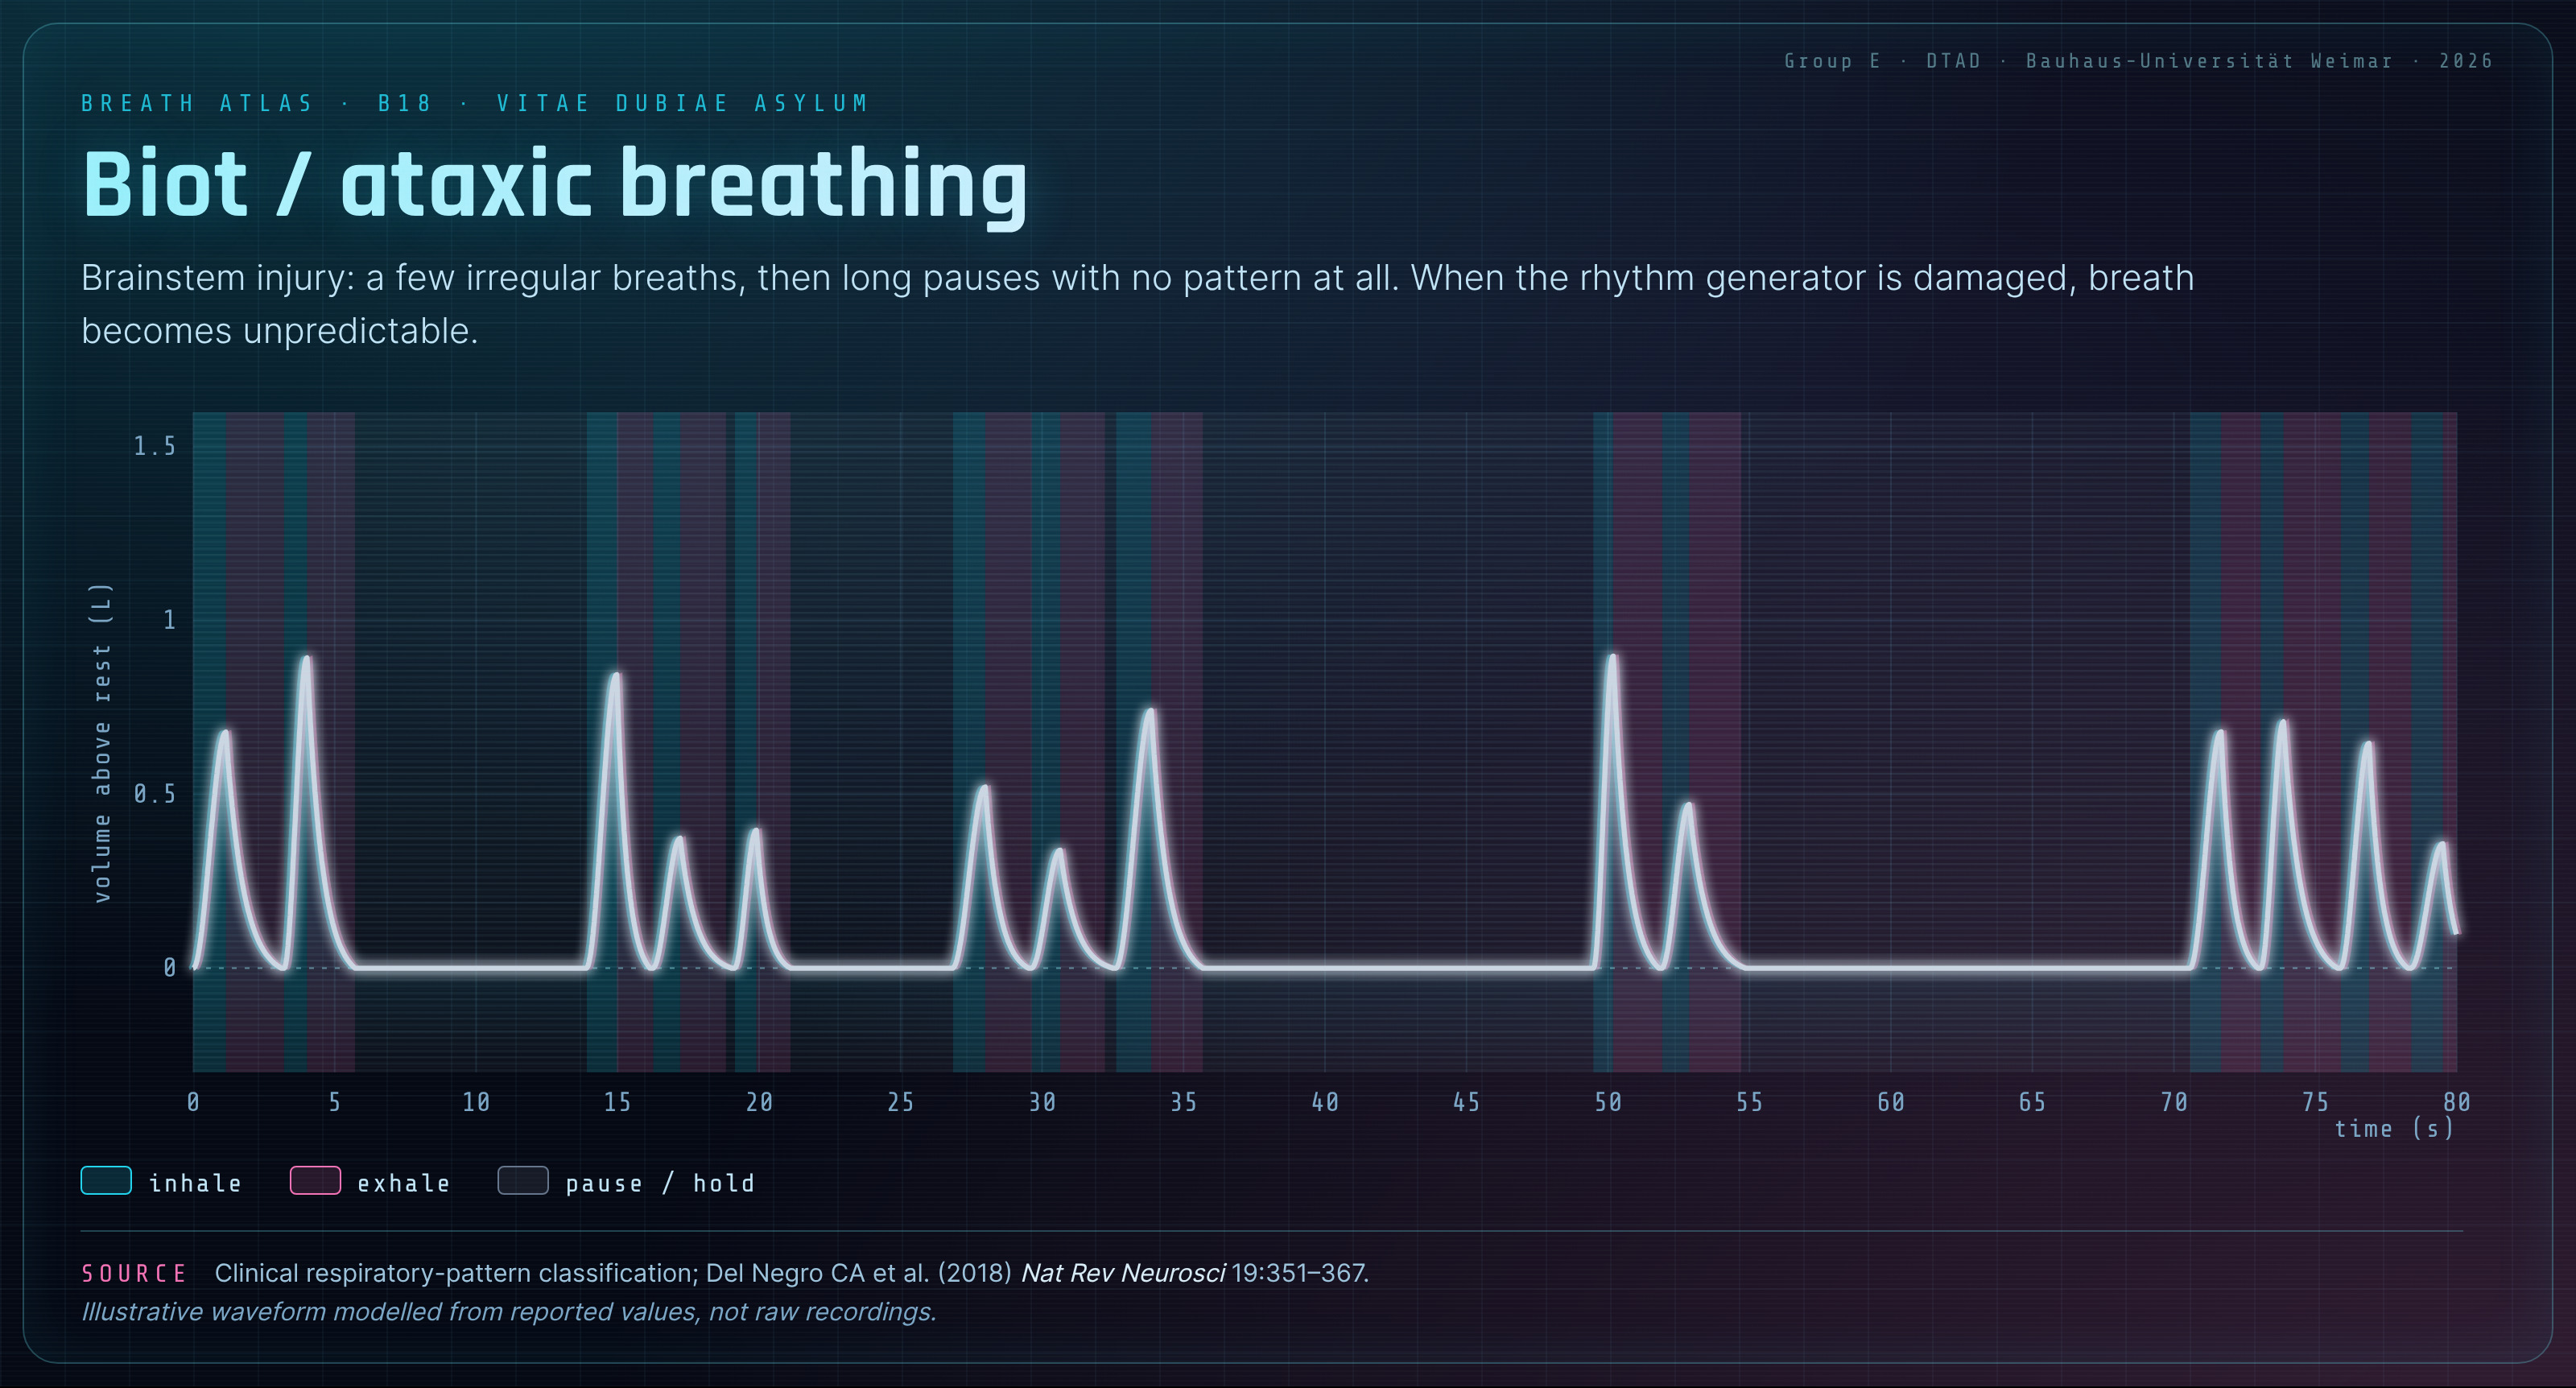 Group E · DTAD · Bauhaus-Universität Weimar · 2026
BREATH ATLAS · B18 · VITAE DUBIAE ASYLUM
Biot / ataxic breathing
Brainstem injury: a few irregular breaths, then long pauses with no pattern at all. When the rhythm generator is damaged, breath
becomes unpredictable.
volume above rest (L)
1.5
1
0.5
0
0 5 10 15 20 25 30 35 40 45 50 55 60 65 70 75 80
time (s)
inhale exhale pause / hold
SOURCE Clinical respiratory-pattern classification; Del Negro CA et al. (2018) Nat Rev Neurosci 19:351–367.
Illustrative waveform modelled from reported values, not raw recordings.